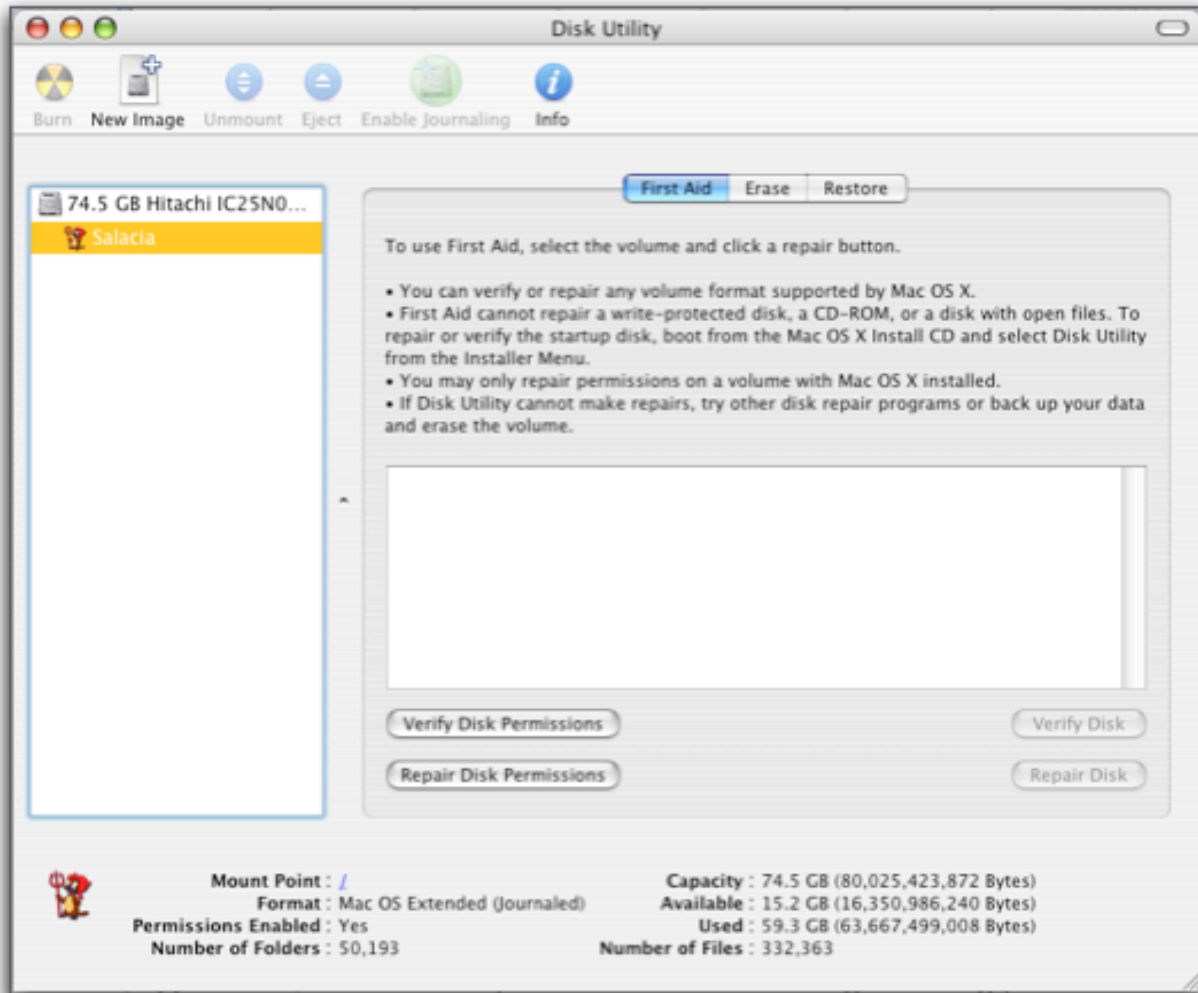 Disk Utility
Burn New Image Unmount Eject Enable Journaling Info
First Aid Erase Restore
74.5 GB Hitachi IC25N0...
Salacia
To use First Aid, select the volume and click a repair button.
• You can verify or repair any volume format supported by Mac OS X.
• First Aid cannot repair a write-protected disk, a CD-ROM, or a disk with open files. To
repair or verify the startup disk, boot from the Mac OS X Install CD and select Disk Utility
from the Installer Menu.
• You may only repair permissions on a volume with Mac OS X installed.
• If Disk Utility cannot make repairs, try other disk repair programs or back up your data
and erase the volume.
Verify Disk Permissions Verify Disk
Repair Disk Permissions Repair Disk
Mount Point : / Capacity : 74.5 GB (80,025,423,872 Bytes)
Format : Mac OS Extended (Journaled) Available : 15.2 GB (16,350,986,240 Bytes)
Permissions Enabled : Yes Used : 59.3 GB (63,667,499,008 Bytes)
Number of Folders : 50,193 Number of Files : 332,363